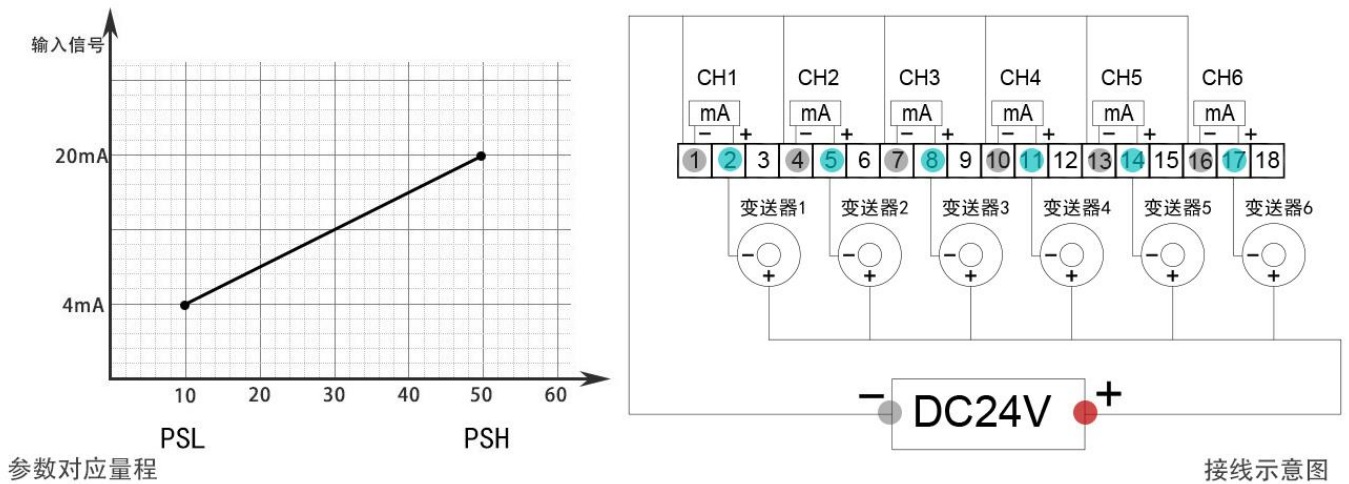 输入信号
20mA
4mA
10 20 30 40 50 60
PSL PSH
参数对应量程
CH1 CH2 CH3 CH4 CH5 CH6
mA mA mA mA mA mA
− + − + − + − + − + − +
1 2 3 4 5 6 7 8 9 10 11 12 13 14 15 16 17 18
变送器1 变送器2 变送器3 变送器4 变送器5 变送器6
− − − − − −
+ + + + + +
− DC24V +
接线示意图